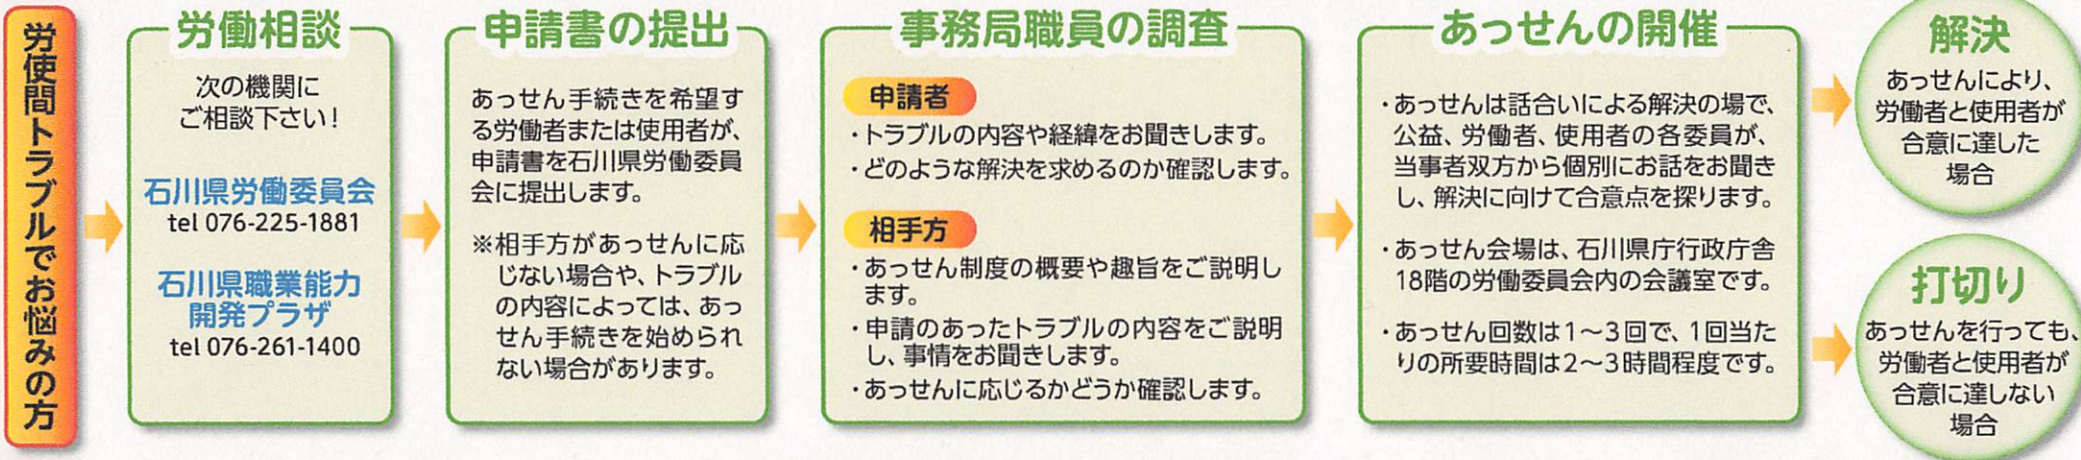 労使間トラブルでお悩みの方
労働相談
次の機関に
ご相談下さい!
石川県労働委員会
tel 076-225-1881
石川県職業能力
開発プラザ
tel 076-261-1400
申請書の提出
あっせん手続きを希望す
る労働者または使用者が、
申請書を石川県労働委員
会に提出します。
※相手方があっせんに応
じない場合や、トラブル
の内容によっては、あっ
せん手続きを始められ
ない場合があります。
事務局職員の調査
申請者
・トラブルの内容や経緯をお聞きします。
・どのような解決を求めるのか確認します。
相手方
・あっせん制度の概要や趣旨をご説明し
ます。
・申請のあったトラブルの内容をご説明
し、事情をお聞きします。
・あっせんに応じるかどうか確認します。
あっせんの開催
・あっせんは話合いによる解決の場で、
公益、労働者、使用者の各委員が、
当事者双方から個別にお話をお聞き
し、解決に向けて合意点を探ります。
・あっせん会場は、石川県庁行政庁舎
18階の労働委員会内の会議室です。
・あっせん回数は1～3回で、1回当た
りの所要時間は2～3時間程度です。
解決
あっせんにより、
労働者と使用者が
合意に達した
場合
打切り
あっせんを行っても、
労働者と使用者が
合意に達しない
場合